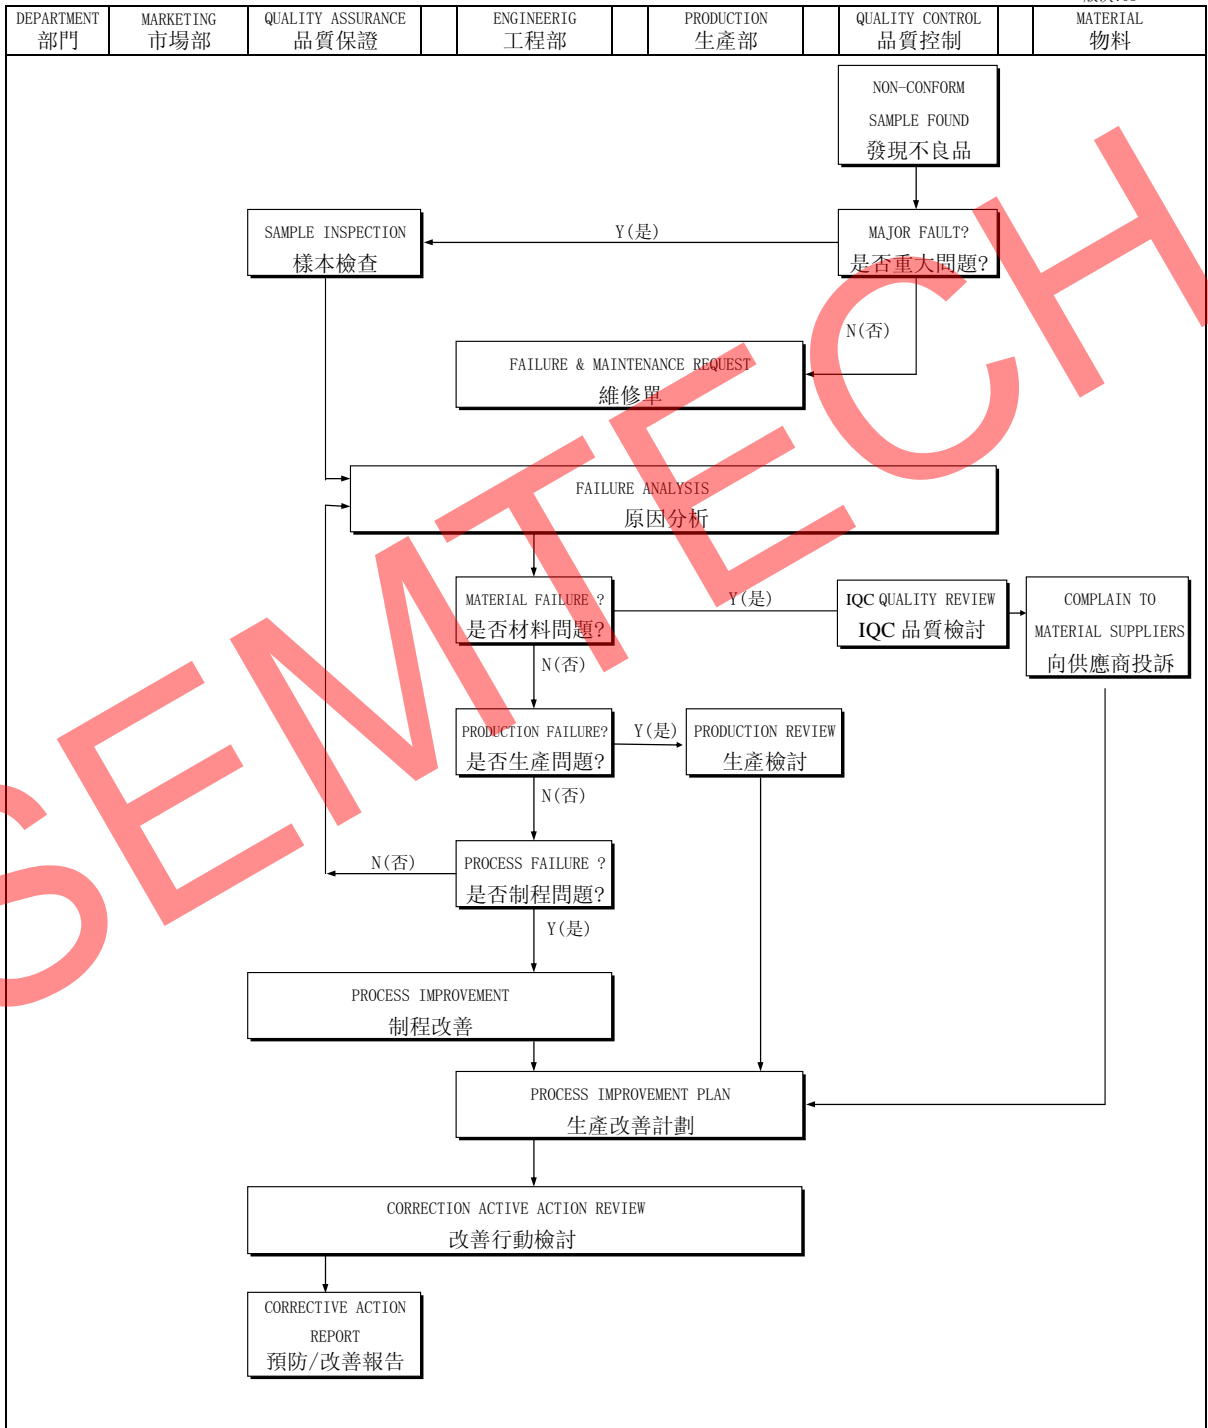 DEPARTMENT
部門
MARKETING
市場部
QUALITY ASSURANCE
品質保證
ENGINEERIG
工程部
PRODUCTION
生產部
QUALITY CONTROL
品質控制
MATERIAL
物料
NON-CONFORM
SAMPLE FOUND
發現不良品
SAMPLE INSPECTION
樣本檢查
Y(是)
MAJOR FAULT?
是否重大問題?
N(否)
FAILURE & MAINTENANCE REQUEST
維修單
FAILURE ANALYSIS
原因分析
MATERIAL FAILURE ?
是否材料問題?
Y(是)
IQC QUALITY REVIEW
IQC 品質檢討
COMPLAIN TO
MATERIAL SUPPLIERS
向供應商投訴
N(否)
PRODUCTION FAILURE?
是否生產問題?
Y(是)
PRODUCTION REVIEW
生產檢討
N(否)
PROCESS FAILURE ?
是否制程問題?
N(否)
Y(是)
PROCESS IMPROVEMENT
制程改善
PROCESS IMPROVEMENT PLAN
生產改善計劃
CORRECTION ACTIVE ACTION REVIEW
改善行動檢討
CORRECTIVE ACTION
REPORT
預防/改善報告
SEMTECH